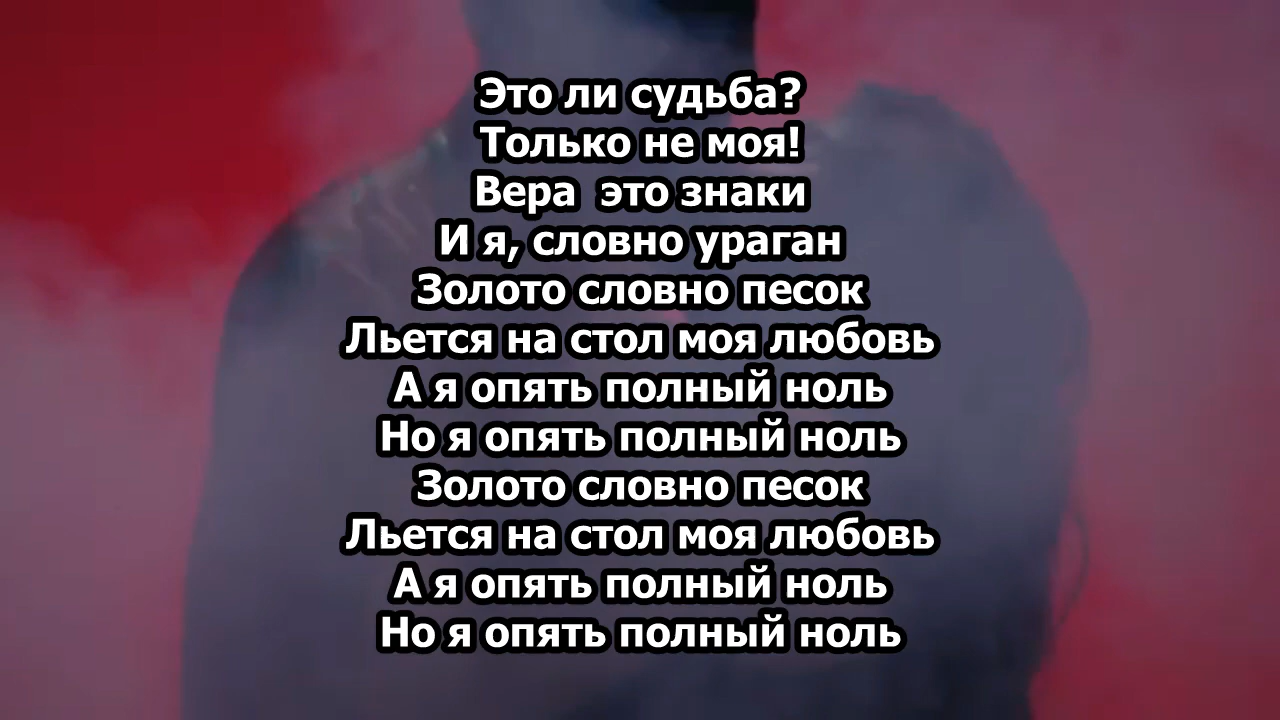 Это ли судьба?
Только не моя!
Вера  это знаки
И я, словно ураган
Золото словно песок
Льется на стол моя любовь
А я опять полный ноль
Но я опять полный ноль
Золото словно песок
Льется на стол моя любовь
А я опять полный ноль
Но я опять полный ноль